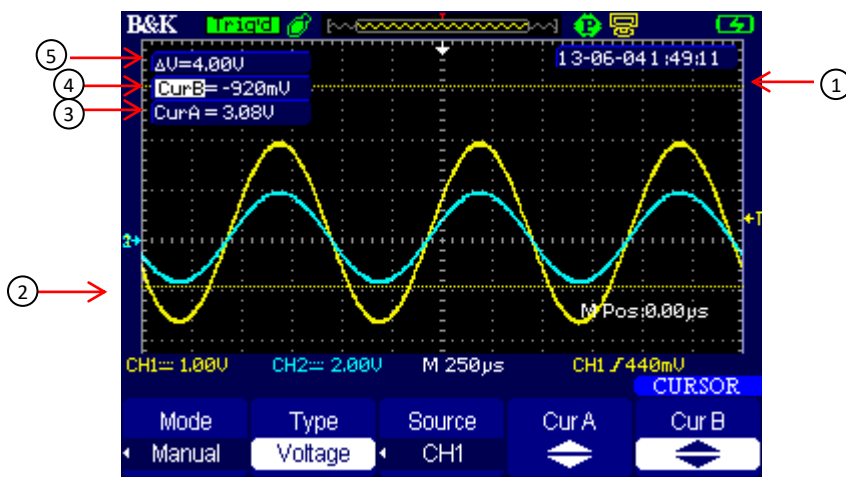 B&K Trig'd P
⑤ ΔV=4.00V 13-06-04 1:49:11
④ CurB= -920mV ①
③ CurA = 3.08V
T
2
②
M Pos:0.00µs
CH1 1.00V CH2 2.00V M 250µs CH1 440mV
CURSOR
Mode Type Source Cur A Cur B
Manual Voltage CH1